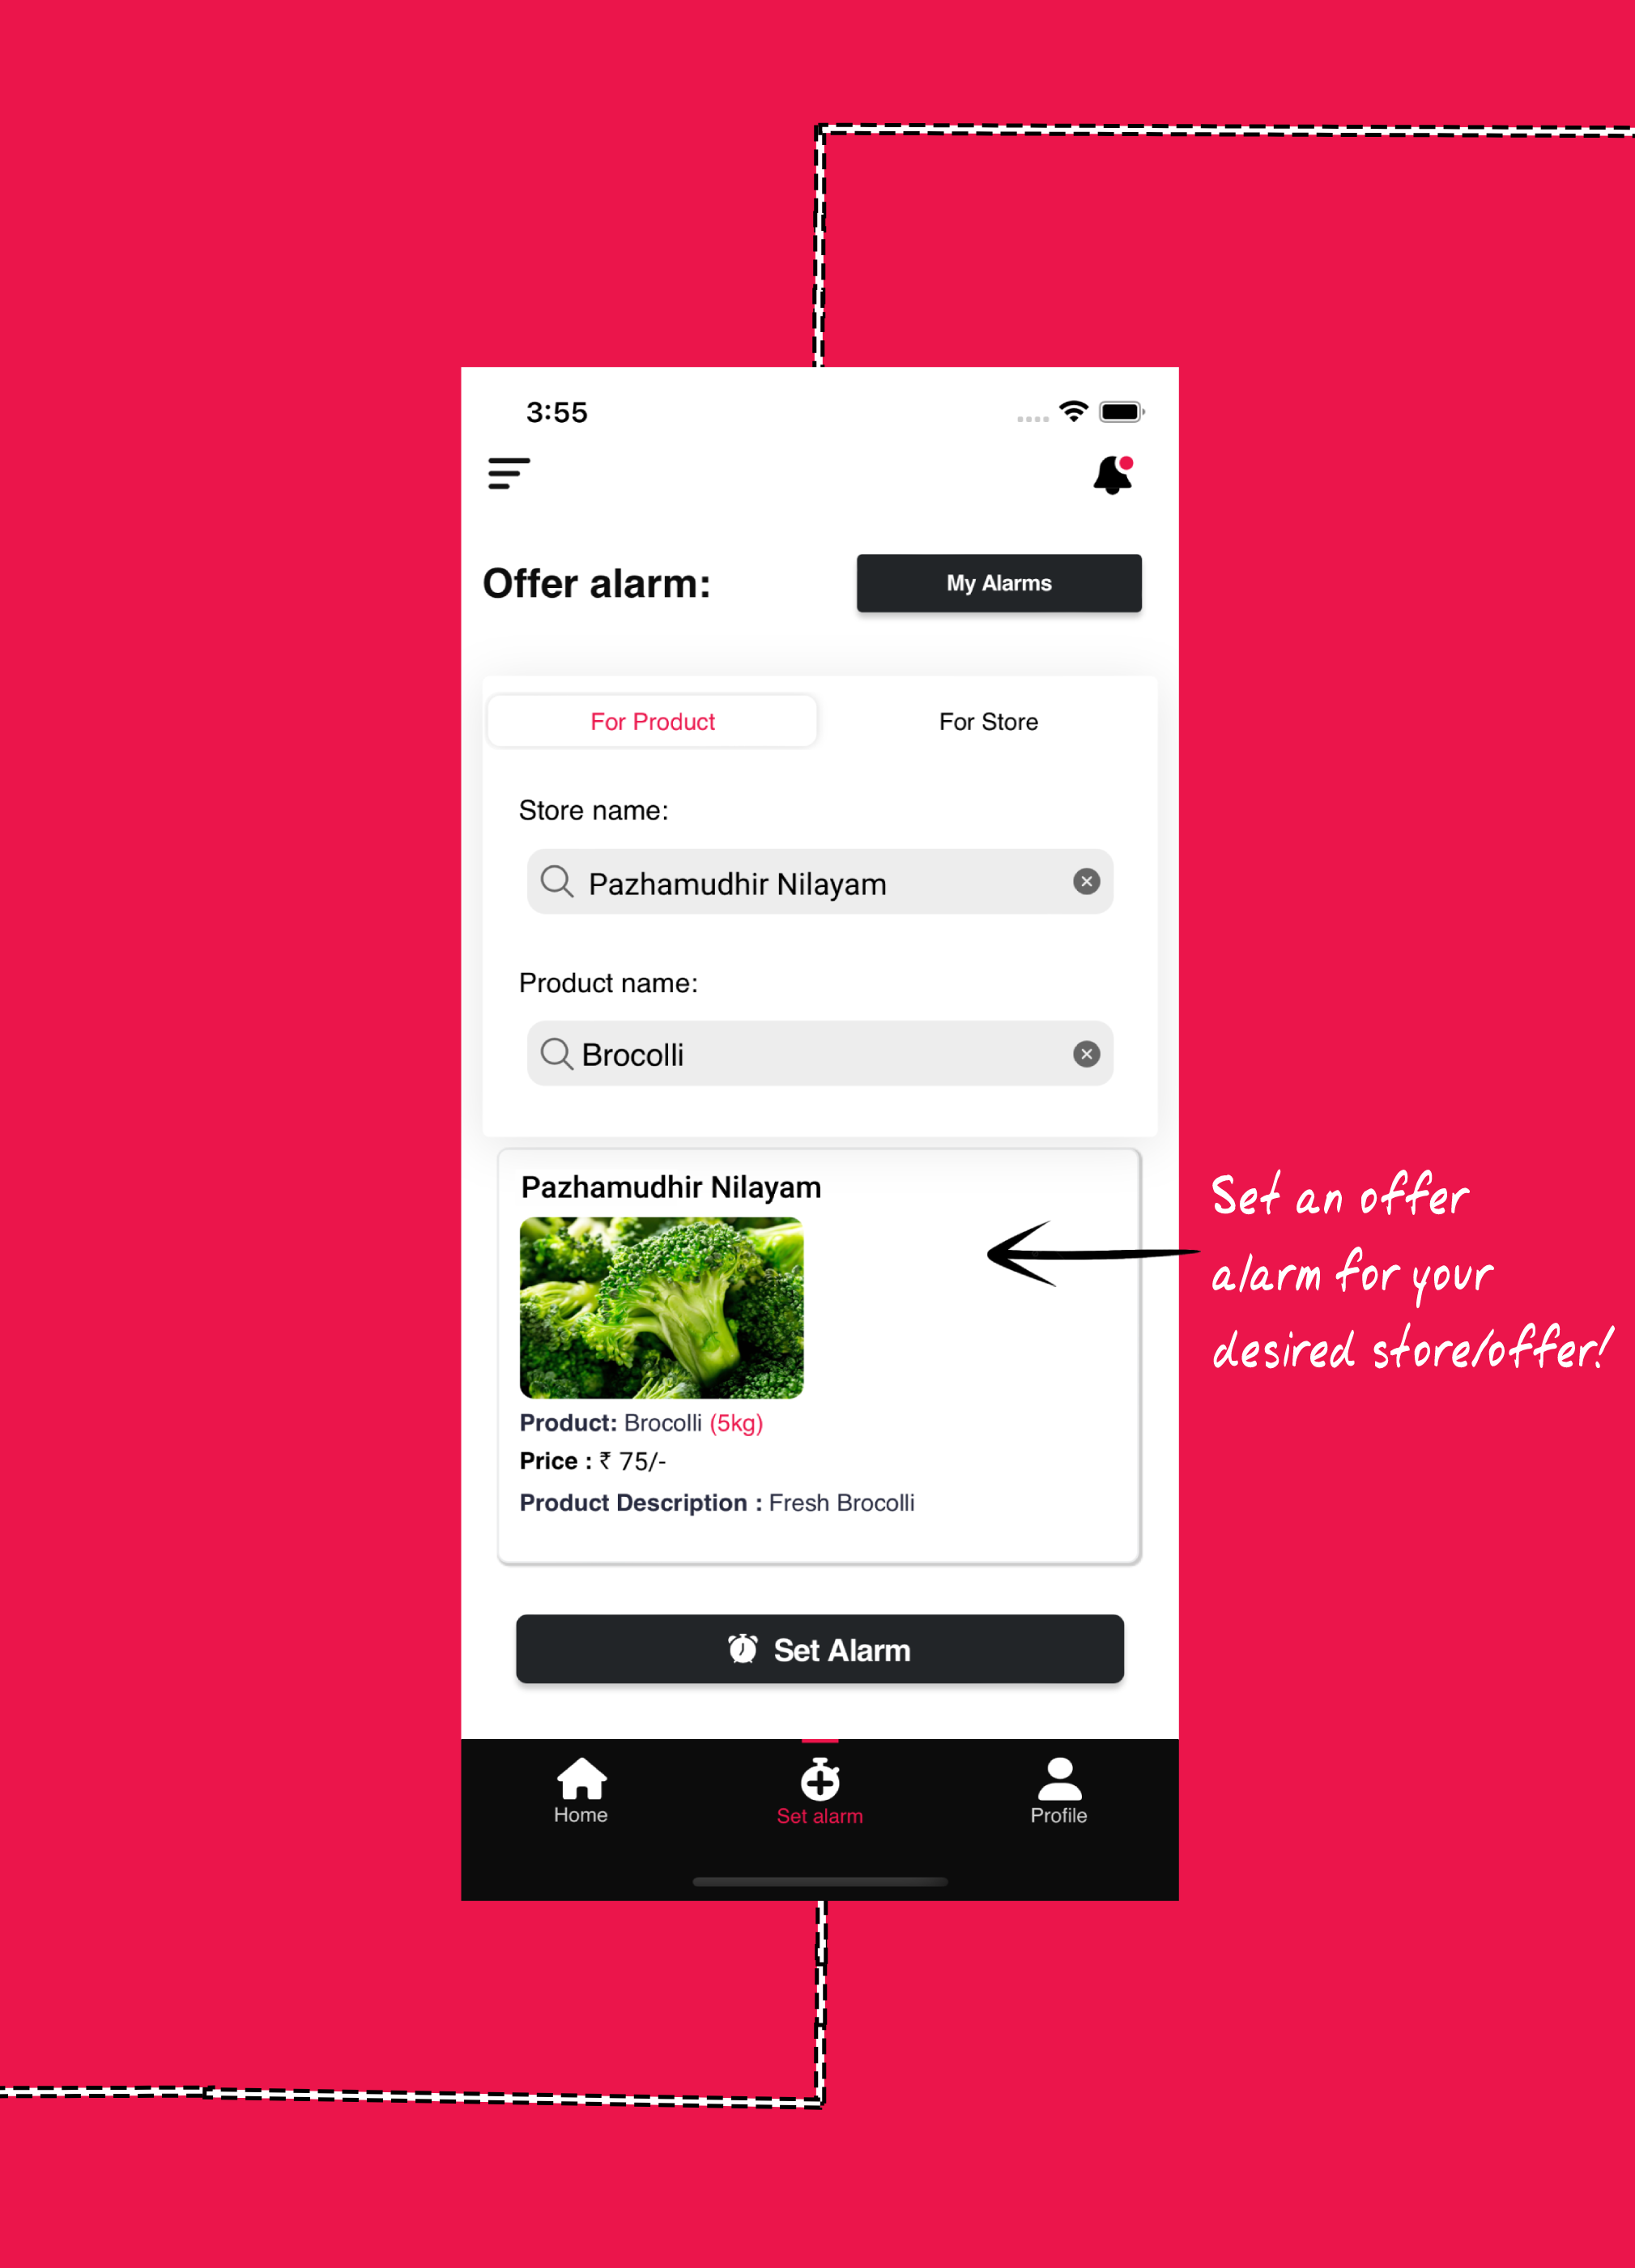 3:55
Offer alarm:
My Alarms
For Product
For Store
Store name:
Pazhamudhir Nilayam
Product name:
Brocolli
Pazhamudhir Nilayam
Product: Brocolli (5kg)
Price : ₹ 75/-
Product Description : Fresh Brocolli
Set an offer
alarm for your
desired store/offer!
Set Alarm
Home
Set alarm
Profile